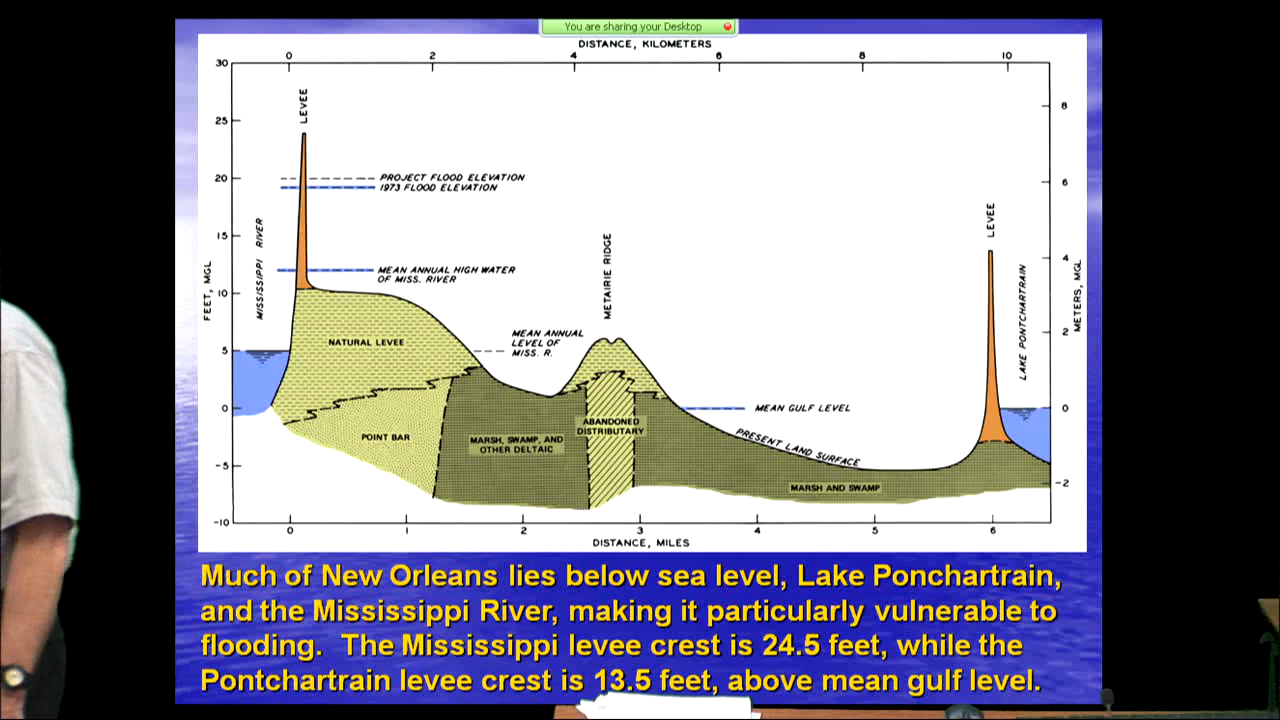 You are sharing your Desktop
DISTANCE, KILOMETERS
0 2 4 6 8 10
30
25
20
15
10
5
0
-5
-10
FEET, MGL
8
6
4
2
0
-2
METERS, MGL
LEVEE
PROJECT FLOOD ELEVATION
1973 FLOOD ELEVATION
MISSISSIPPI RIVER
MEAN ANNUAL HIGH WATER
OF MISS. RIVER
NATURAL LEVEE
MEAN ANNUAL
LEVEL OF
MISS. R.
METAIRIE RIDGE
LEVEE
LAKE PONTCHARTRAIN
MEAN GULF LEVEL
POINT BAR
MARSH, SWAMP, AND
OTHER DELTAIC
ABANDONED
DISTRIBUTARY
PRESENT LAND SURFACE
MARSH AND SWAMP
0 1 2 3 4 5 6
DISTANCE, MILES
Much of New Orleans lies below sea level, Lake Ponchartrain,
and the Mississippi River, making it particularly vulnerable to
flooding. The Mississippi levee crest is 24.5 feet, while the
Pontchartrain levee crest is 13.5 feet, above mean gulf level.